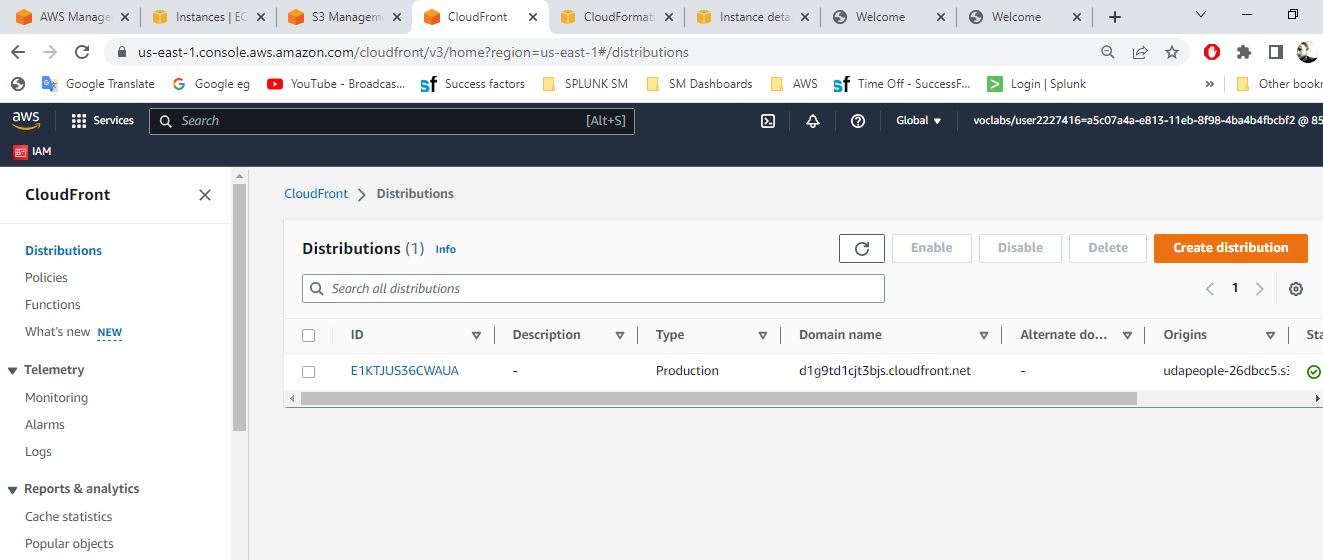 AWS Manage
Instances | EC
S3 Managem
CloudFront
CloudFormati
Instance deta
Welcome
Welcome
us-east-1.console.aws.amazon.com/cloudfront/v3/home?region=us-east-1#/distributions
Google Translate
Google eg
YouTube - Broadcas...
Success factors
SPLUNK SM
SM Dashboards
AWS
Time Off - SuccessF...
Login | Splunk
»
Other bookr
aws
Services
Search
[Alt+S]
Global
voclabs/user2227416=a5c07a4a-e813-11eb-8f98-4ba4b4fbcbf2 @ 85
IAM
CloudFront
Distributions
Policies
Functions
What's new NEW
Telemetry
Monitoring
Alarms
Logs
Reports & analytics
Cache statistics
Popular objects
CloudFront
Distributions
Distributions (1) Info
Enable
Disable
Delete
Create distribution
Search all distributions
1
ID
Description
Type
Domain name
Alternate do...
Origins
Sta
E1KTJUS36CWAUA
-
Production
d1g9td1cjt3bjs.cloudfront.net
-
udapeople-26dbcc5.s3